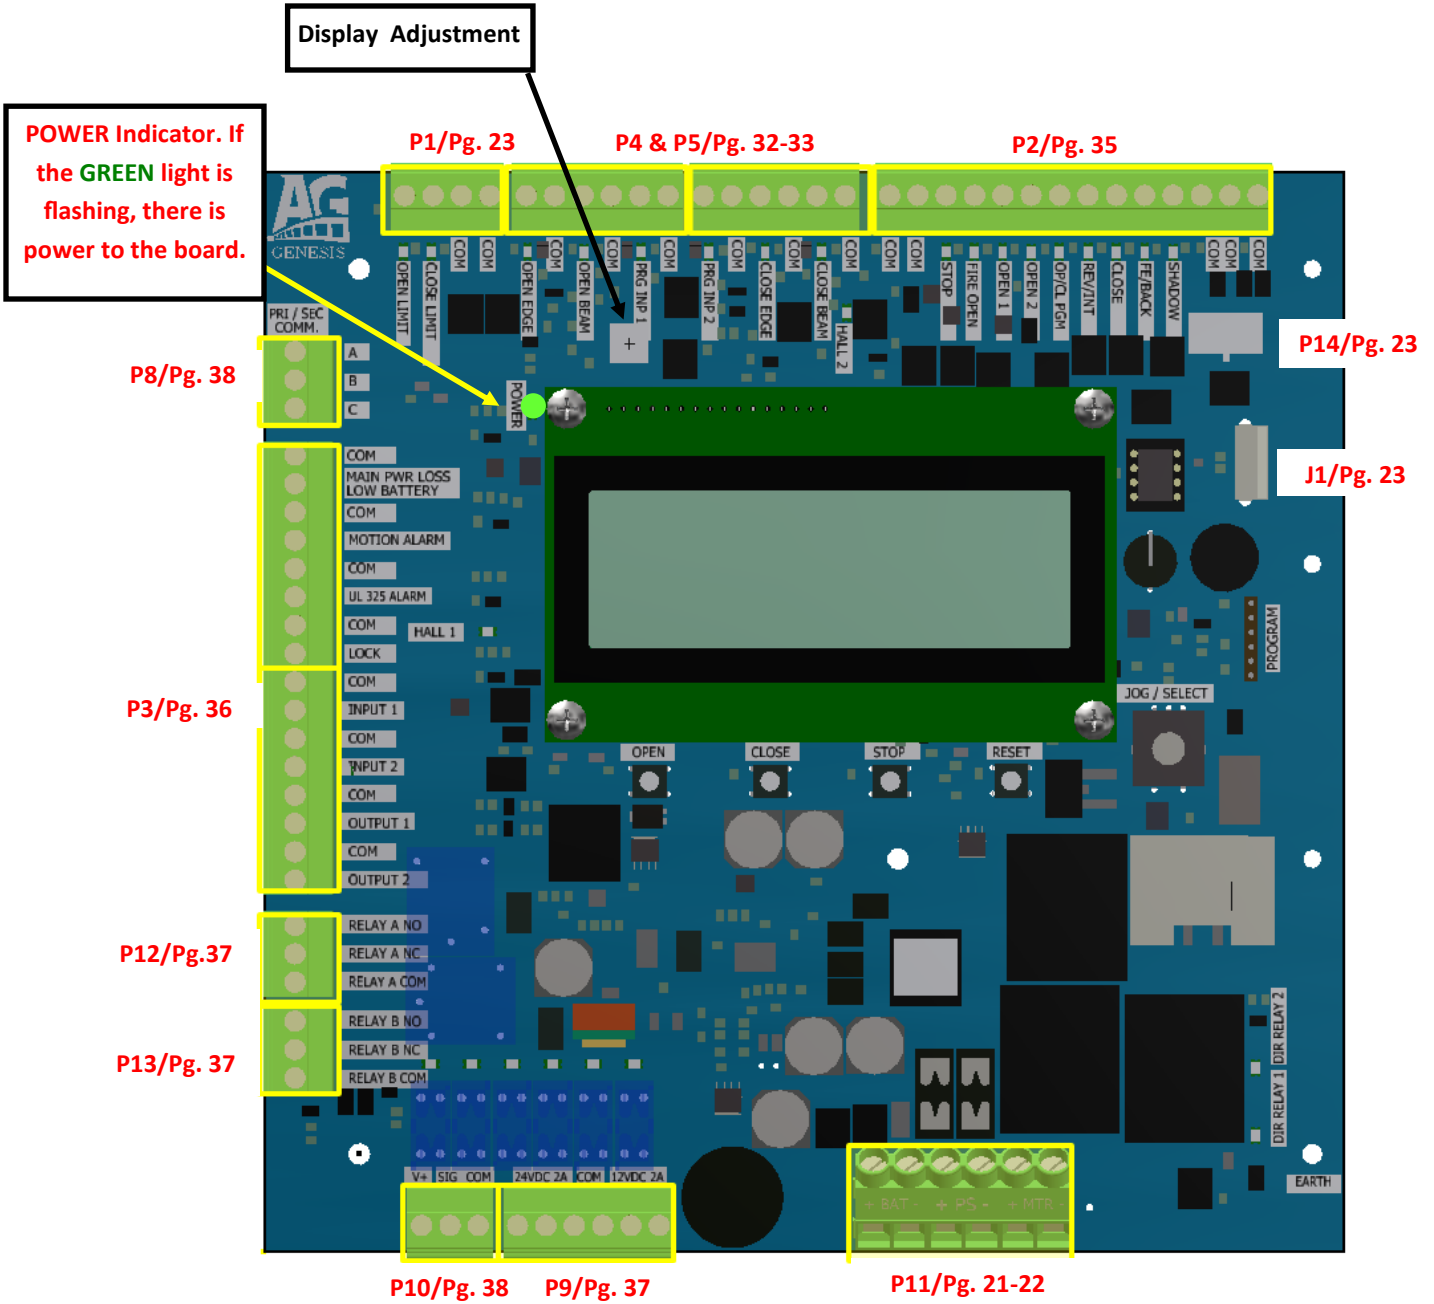 Display Adjustment
POWER Indicator. If
the GREEN light is
flashing, there is
power to the board.
P1/Pg. 23
P4 & P5/Pg. 32-33
P2/Pg. 35
AG
GENESIS
OPEN LIMIT
CLOSE LIMIT
COM
COM
OPEN EDGE
COM
OPEN BEAM
COM
PRG INP 1
COM
PRG INP 2
COM
CLOSE EDGE
COM
CLOSE BEAM
COM
HALL 2
COM
COM
STOP
FIRE OPEN
OPEN 1
OPEN 2
OP/CL PGM
REV/INT
CLOSE
FE/BACK
SHADOW
COM
COM
COM
PRI / SEC
COMM.
A
B
C
P8/Pg. 38
P14/Pg. 23
J1/Pg. 23
POWER
COM
MAIN PWR LOSS
LOW BATTERY
COM
MOTION ALARM
COM
UL 325 ALARM
COM
LOCK
HALL 1
COM
INPUT 1
COM
INPUT 2
COM
OUTPUT 1
COM
OUTPUT 2
P3/Pg. 36
PROGRAM
JOG / SELECT
OPEN
CLOSE
STOP
RESET
P12/Pg.37
RELAY A NO
RELAY A NC
RELAY A COM
P13/Pg. 37
RELAY B NO
RELAY B NC
RELAY B COM
DIR RELAY 2
DIR RELAY 1
EARTH
V+ SIG COM
24VDC 2A COM 12VDC 2A
+ BAT - + PS - + MTR -
P10/Pg. 38
P9/Pg. 37
P11/Pg. 21-22